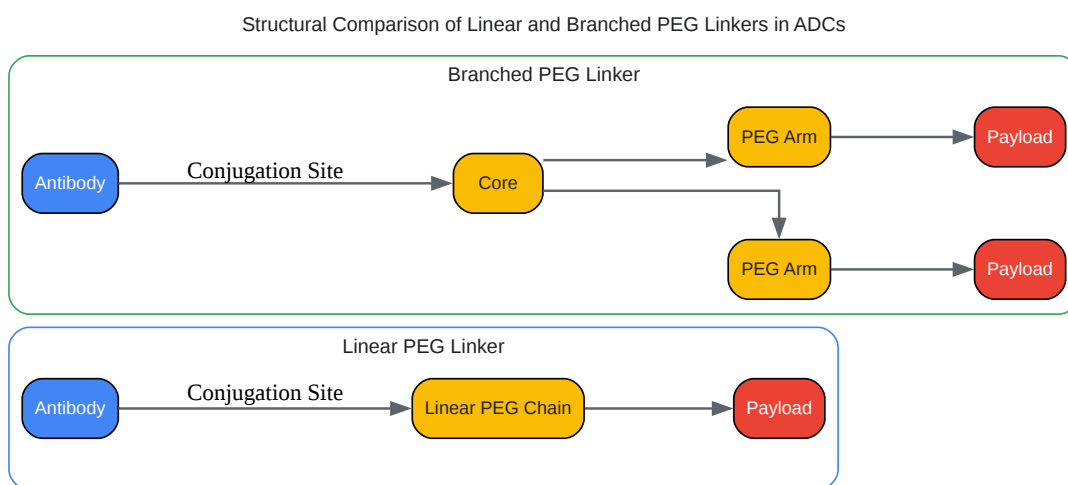 Structural Comparison of Linear and Branched PEG Linkers in ADCs
Branched PEG Linker
PEG Arm
Payload
Antibody
Conjugation Site
Core
PEG Arm
Payload
Linear PEG Linker
Antibody
Conjugation Site
Linear PEG Chain
Payload